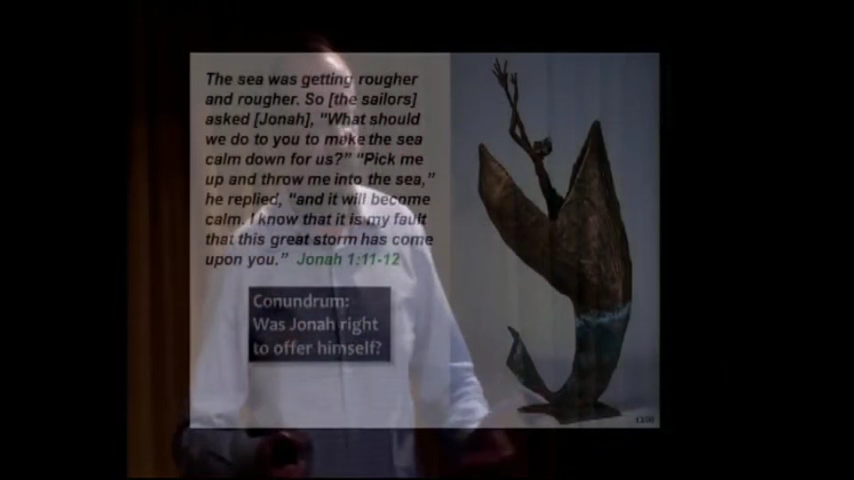 The sea was getting rougher
and rougher. So [the sailors]
asked [Jonah], "What should
we do to you to make the sea
calm down for us?" "Pick me
up and throw me into the sea,"
he replied, "and it will become
calm. I know that it is my fault
that this great storm has come
upon you." Jonah 1:11-12
Conundrum:
Was Jonah right
to offer himself?